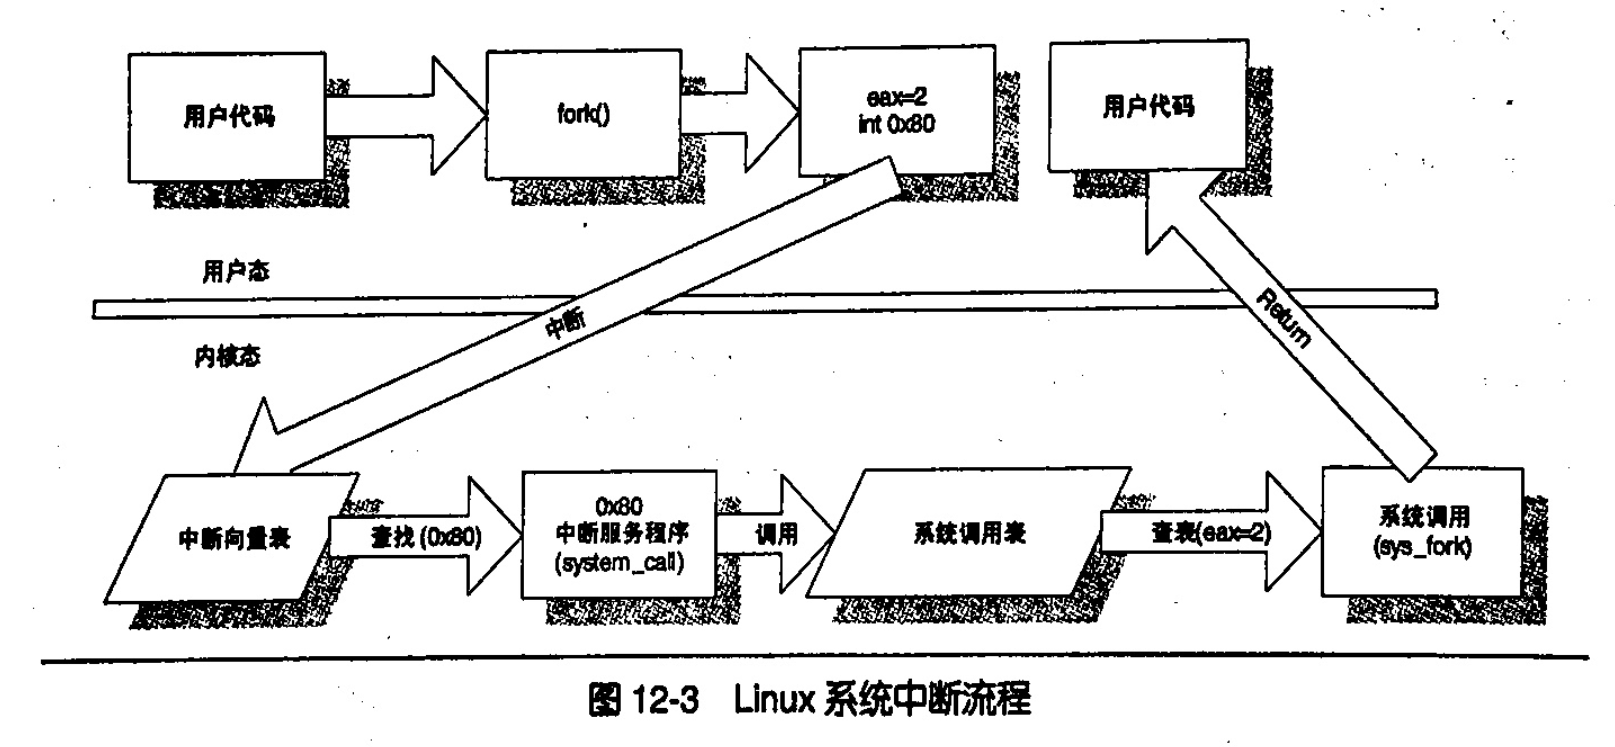 用户代码
fork()
eax=2
int 0x80
用户代码
用户态
中断
Return
内核态
中断向量表
查找(0x80)
0x80
中断服务程序
(system_call)
调用
系统调用表
查表(eax=2)
系统调用
(sys_fork)
图 12-3 Linux 系统中断流程